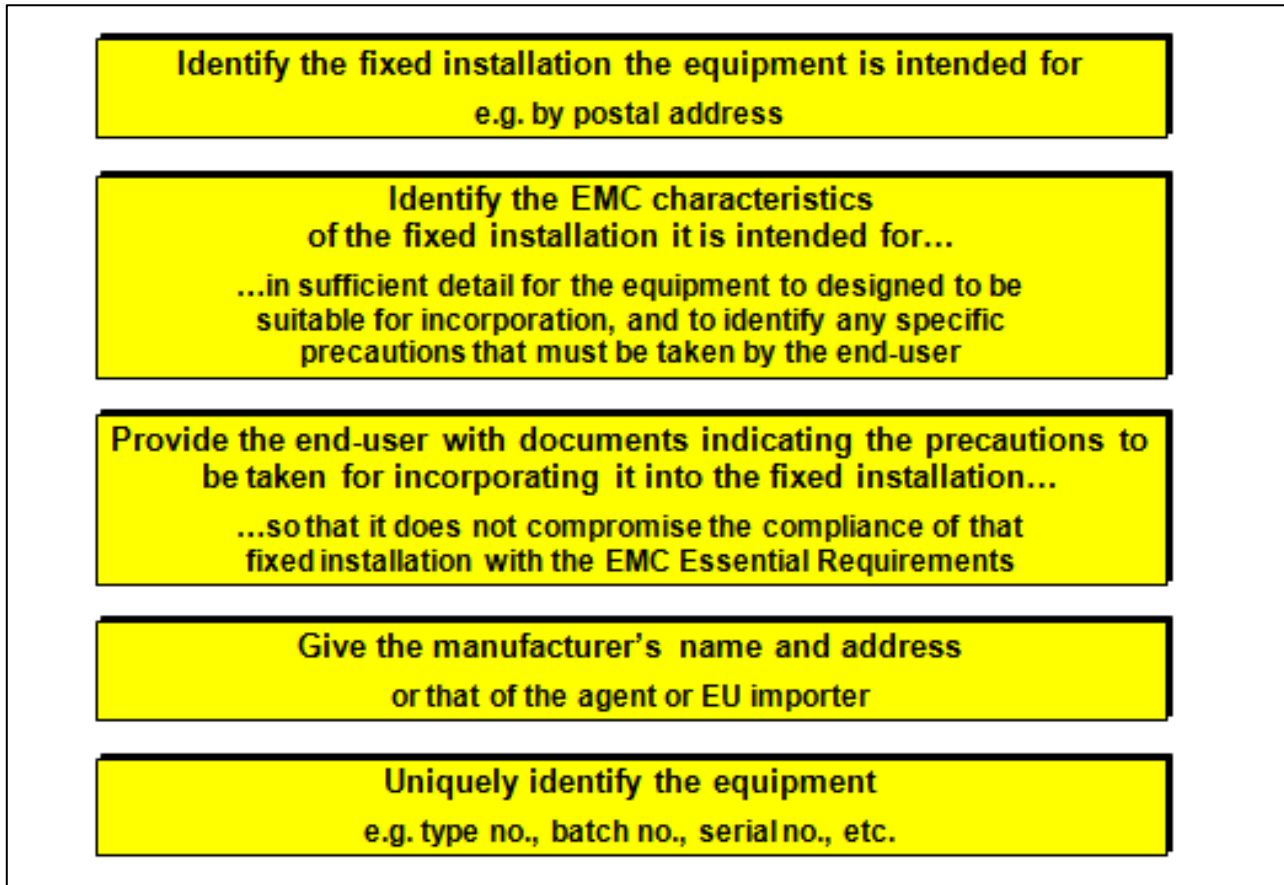 Identify the fixed installation the equipment is intended for
e.g. by postal address
Identify the EMC characteristics
of the fixed installation it is intended for...
...in sufficient detail for the equipment to designed to be
suitable for incorporation, and to identify any specific
precautions that must be taken by the end-user
Provide the end-user with documents indicating the precautions to
be taken for incorporating it into the fixed installation...
...so that it does not compromise the compliance of that
fixed installation with the EMC Essential Requirements
Give the manufacturer's name and address
or that of the agent or EU importer
Uniquely identify the equipment
e.g. type no., batch no., serial no., etc.